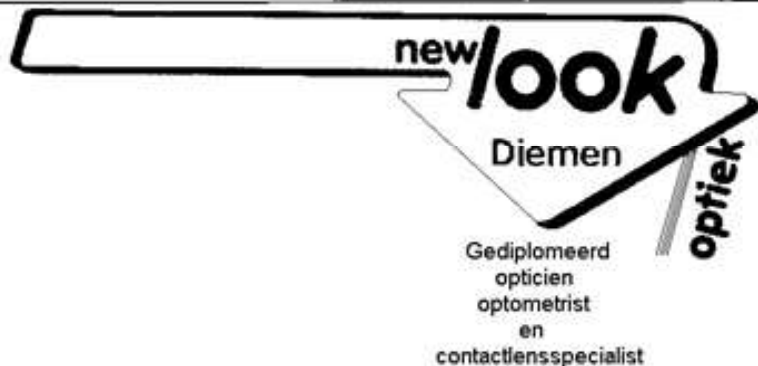 new look
Diemen
optiek
Gediplomeerd
opticien
optometrist
en
contactlensspecialist